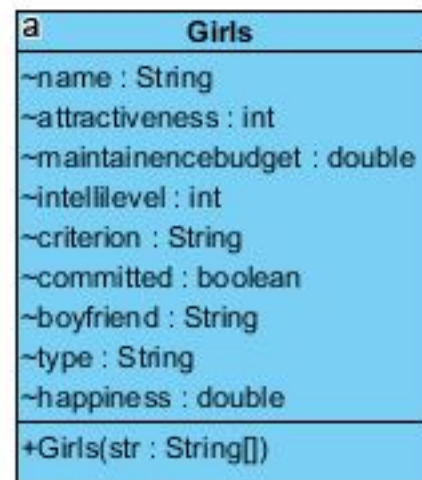 a
Girls
~name : String
~attractiveness : int
~maintainencebudget : double
~intellilevel : int
~criterion : String
~committed : boolean
~boyfriend : String
~type : String
~happiness : double
+Girls(str : String[])